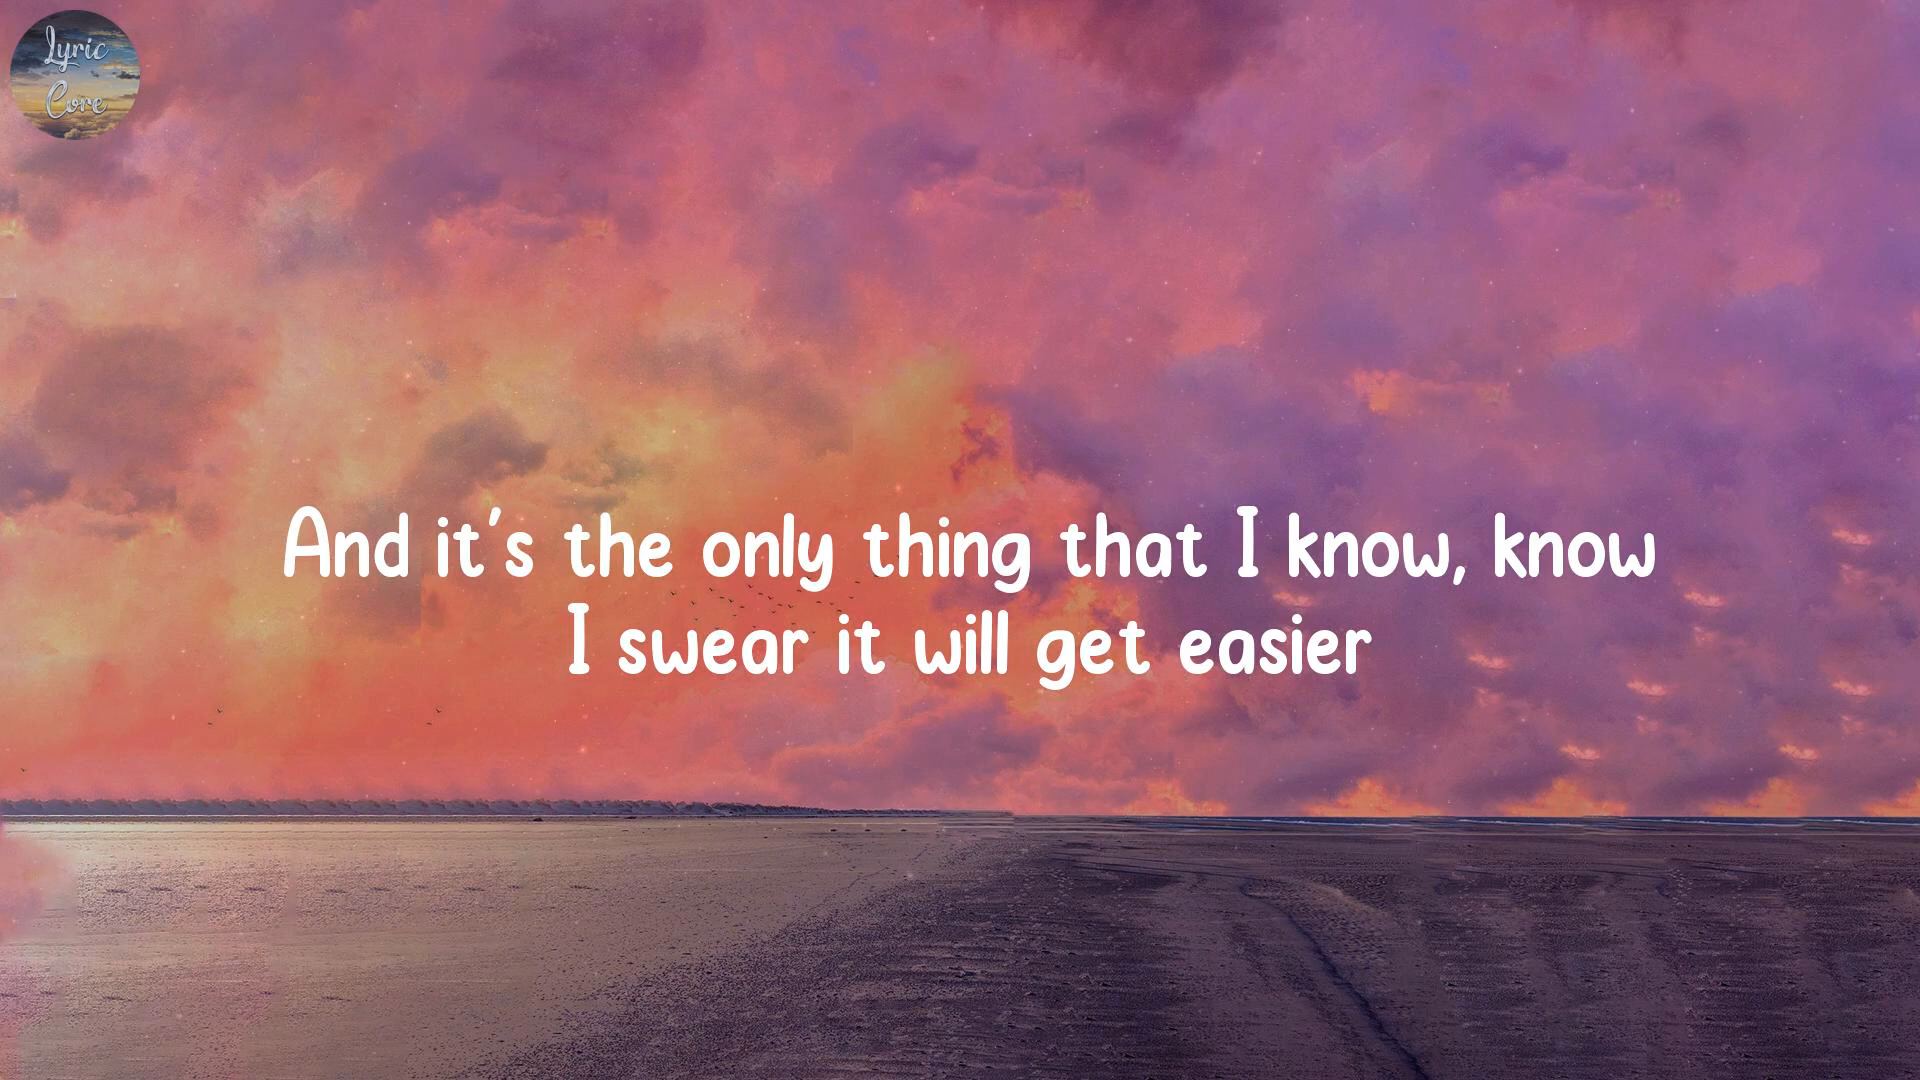 Lyric
Core
And it's the only thing that I know, know
I swear it will get easier